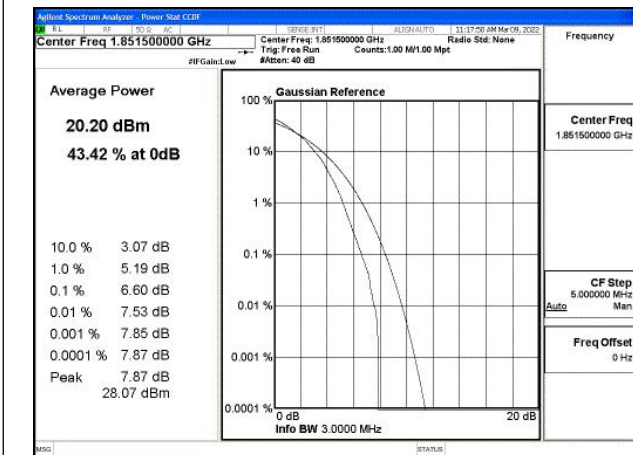 Agilent Spectrum Analyzer - Power Stat CCDF
RL RF 50 Ω AC SENSE:INT ALIGN AUTO 11:17:50 AM Mar 09, 2022
Center Freq 1.851500000 GHz
Center Freq: 1.851500000 GHz Radio Std: None
Trig: Free Run Counts:1.00 M/1.00 Mpt
#IFGain:Low #Atten: 40 dB
Frequency
Average Power
20.20 dBm
43.42 % at 0dB
10.0 % 3.07 dB
1.0 % 5.19 dB
0.1 % 6.60 dB
0.01 % 7.53 dB
0.001 % 7.85 dB
0.0001 % 7.87 dB
Peak 7.87 dB
28.07 dBm
Gaussian Reference
100 %
10 %
1 %
0.1 %
0.01 %
0.001 %
0.0001 %
0 dB 20 dB
Info BW 3.0000 MHz
Center Freq
1.851500000 GHz
CF Step
5.000000 MHz
Auto Man
Freq Offset
0 Hz
MSG STATUS